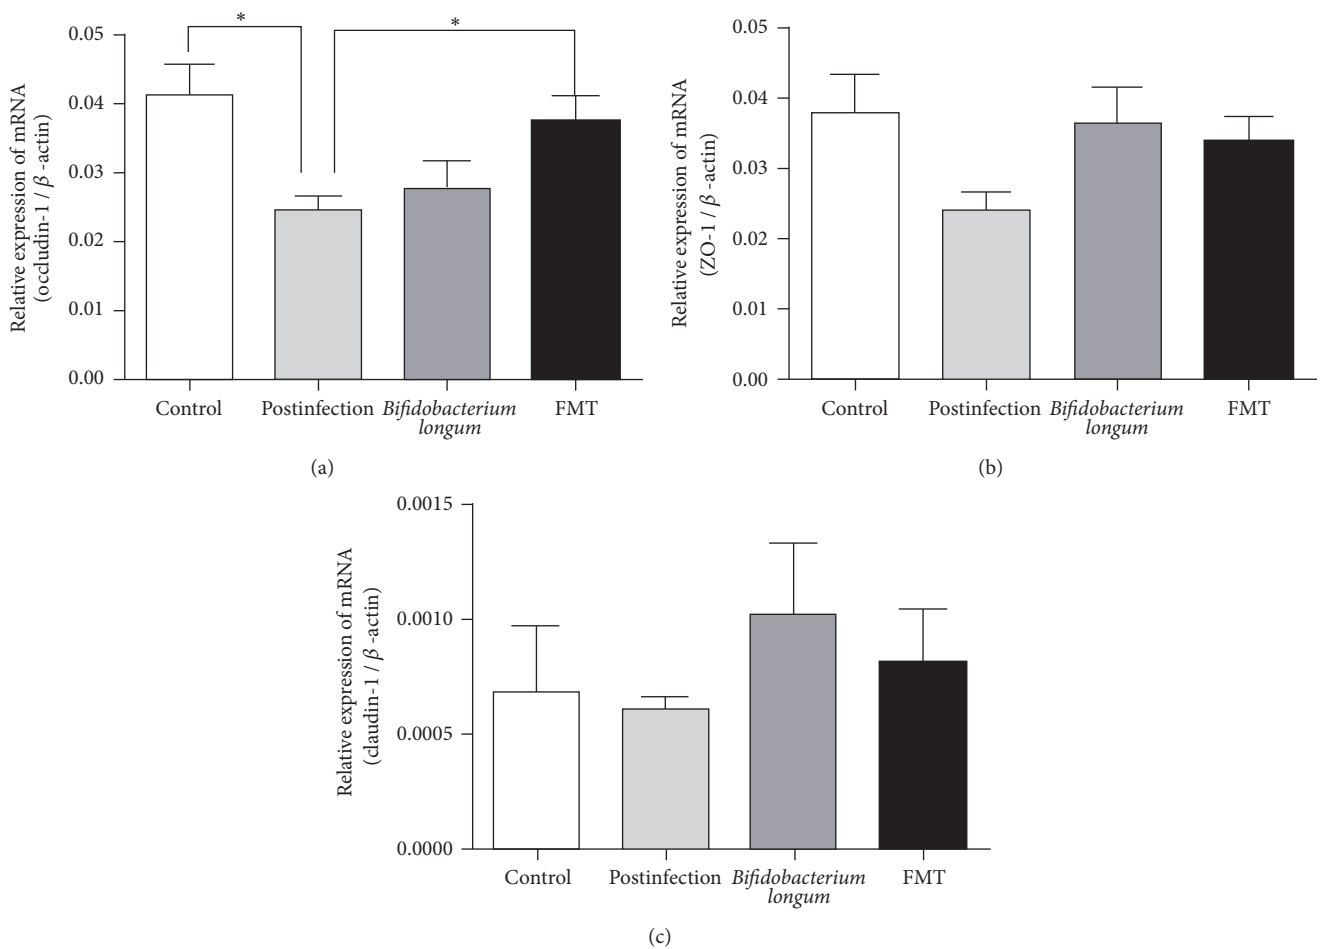 *
*
0.05
0.04
0.03
0.02
0.01
0.00
Relative expression of mRNA
(occludin-1 / β -actin)
Control
Postinfection
Bifidobacterium
longum
FMT
(a)
0.05
0.04
0.03
0.02
0.01
0.00
Relative expression of mRNA
(ZO-1 / β -actin)
Control
Postinfection
Bifidobacterium
longum
FMT
(b)
0.0015
0.0010
0.0005
0.0000
Relative expression of mRNA
(claudin-1 / β -actin)
Control
Postinfection
Bifidobacterium
longum
FMT
(c)